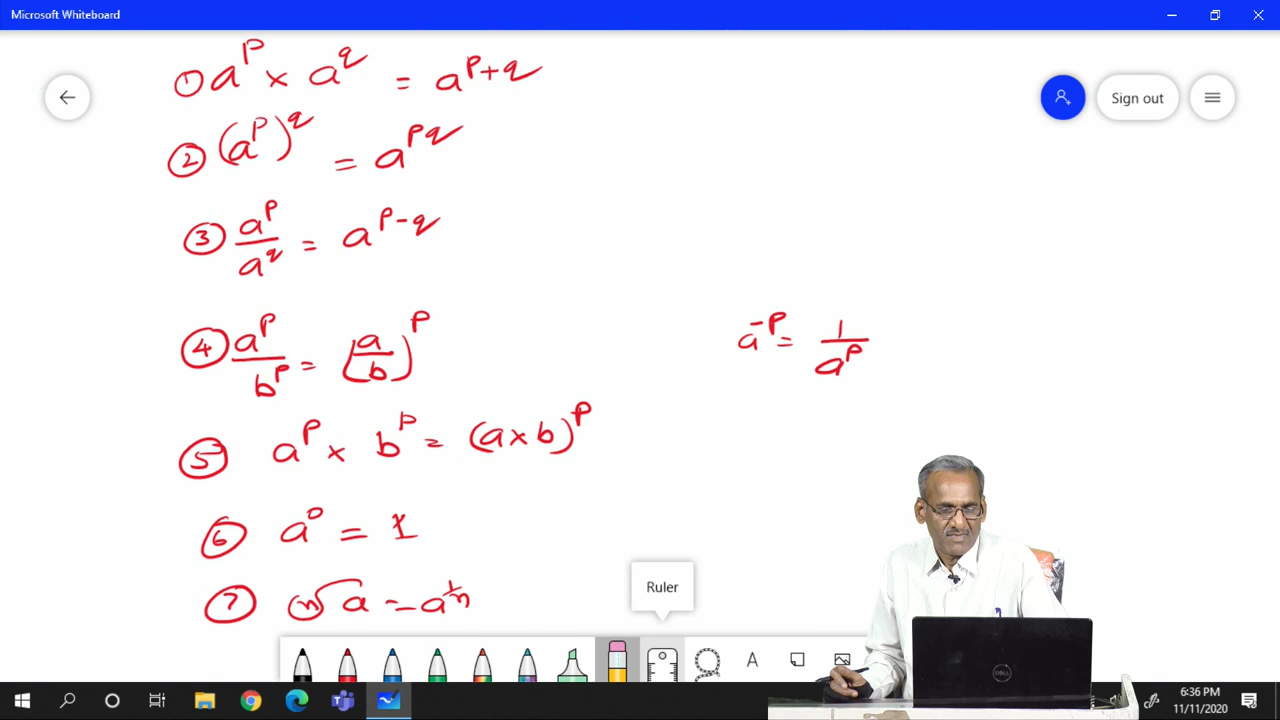 Microsoft Whiteboard
① a^p × a^q = a^(p+q)
Sign out
② (a^p)^q = a^(pq)
③ a^p/a^q = a^(p-q)
④ a^p/b^p = (a/b)^p
a^(-p) = 1/a^p
⑤ a^p × b^p = (a×b)^p
⑥ a^0 = 1
⑦ ⁿ√a = a^(1/n)
Ruler
A
DELL
6:36 PM
11/11/2020